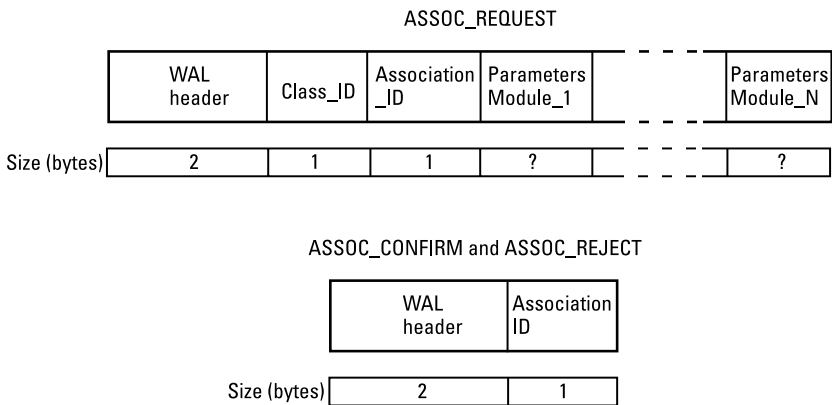 ASSOC_REQUEST
WAL header
Class_ID
Association _ID
Parameters Module_1
Parameters Module_N
Size (bytes)
2
1
1
?
?
ASSOC_CONFIRM and ASSOC_REJECT
WAL header
Association ID
Size (bytes)
2
1